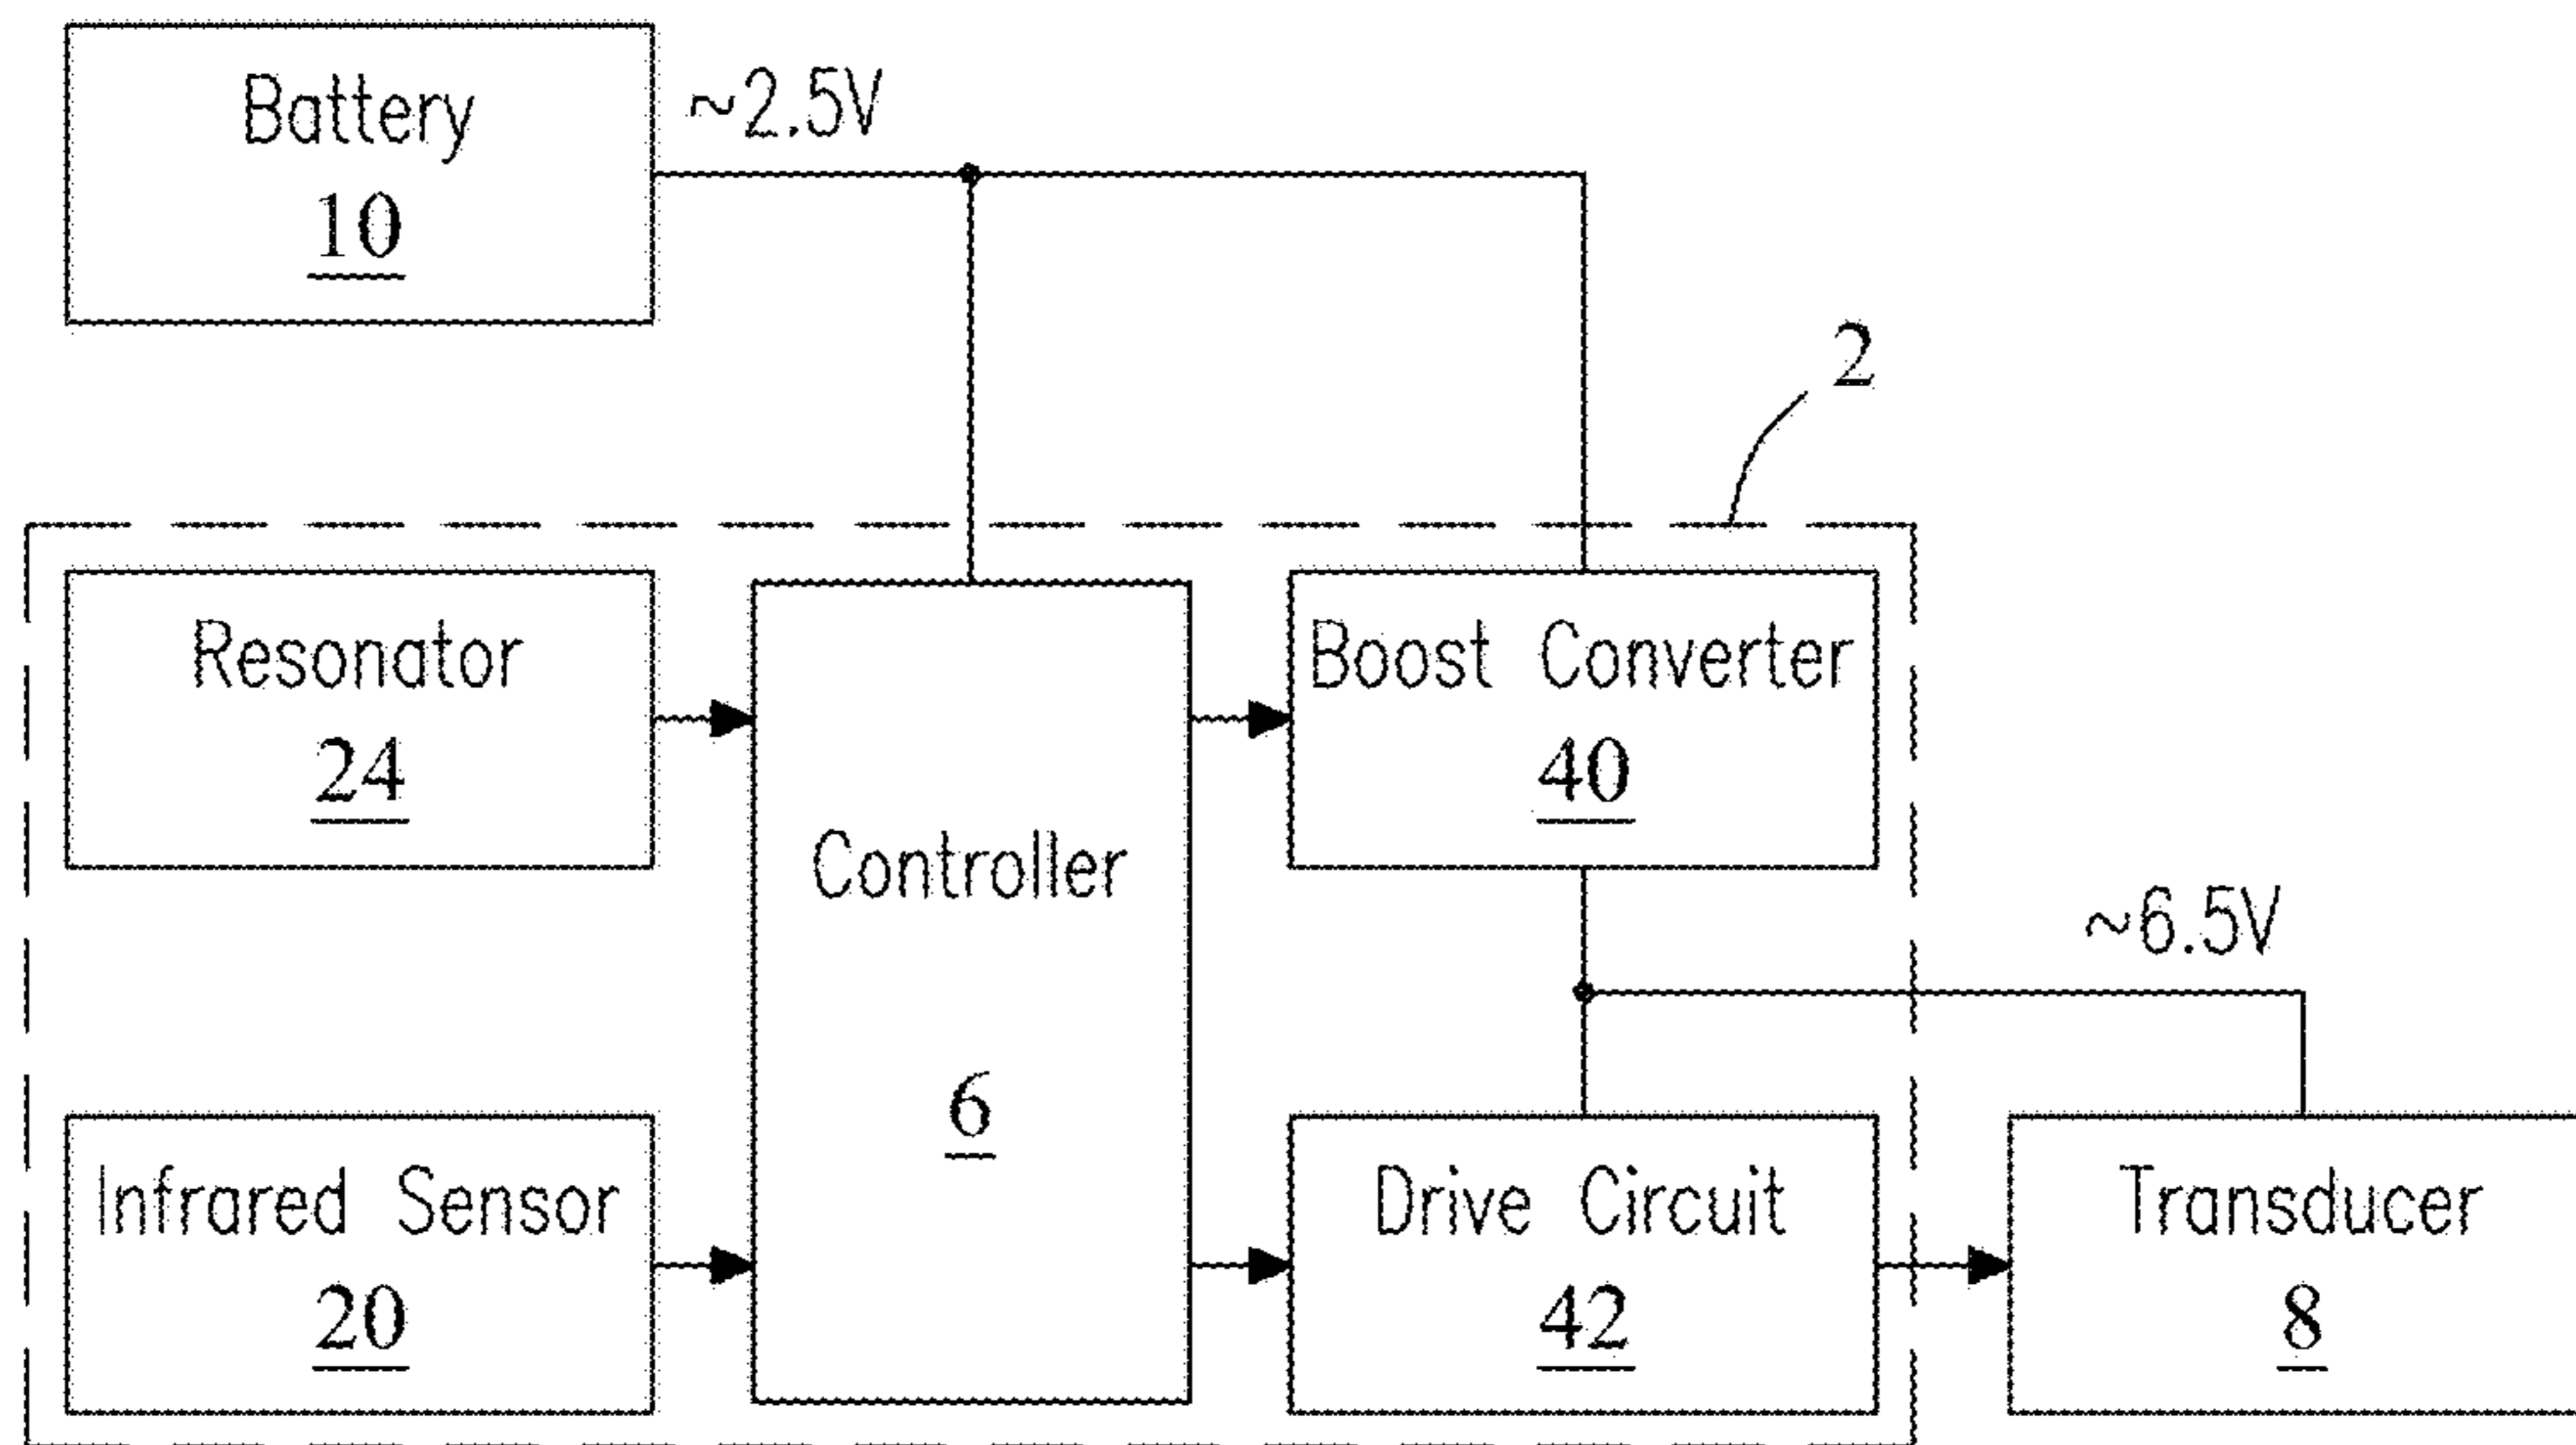 Battery
10
~2.5V
2
Resonator
24
Controller
6
Boost Converter
40
~6.5V
Infrared Sensor
20
Drive Circuit
42
Transducer
8